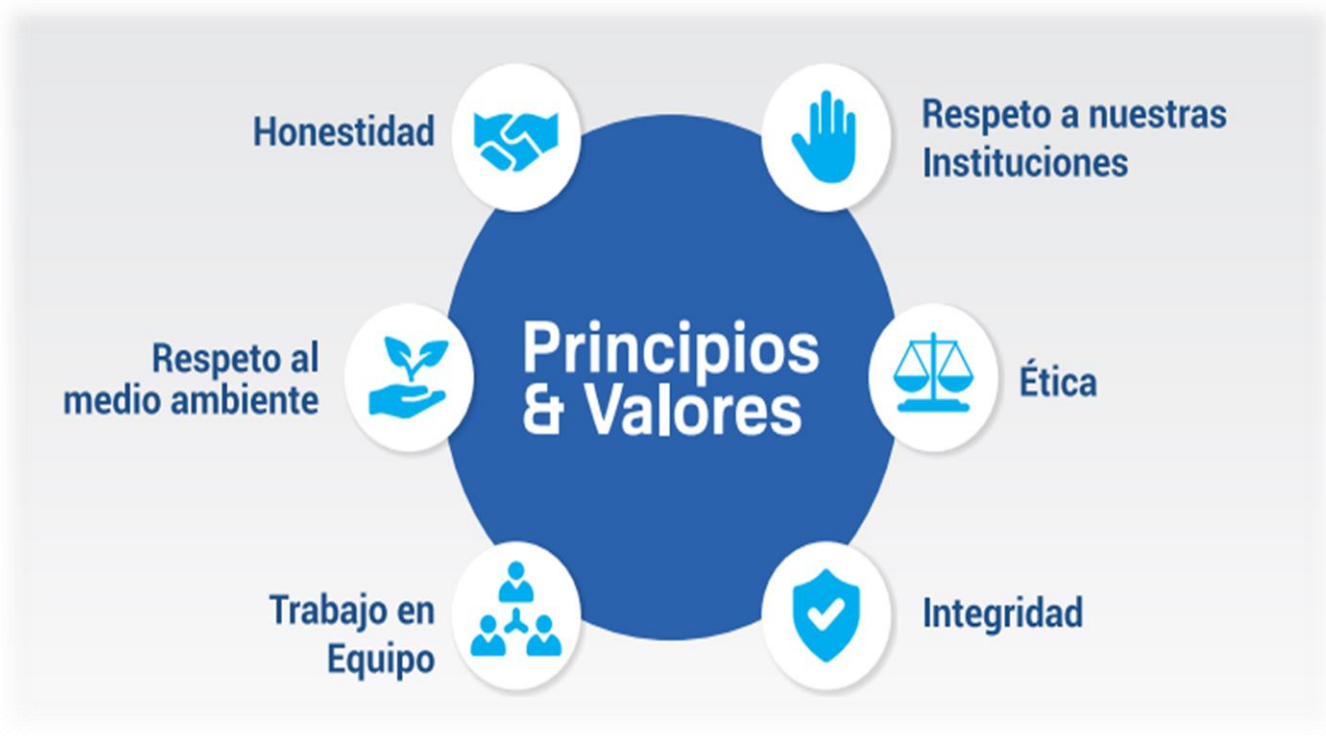 Honestidad
Respeto a nuestras
Instituciones
Respeto al
medio ambiente
Principios
& Valores
Ética
Trabajo en
Equipo
Integridad